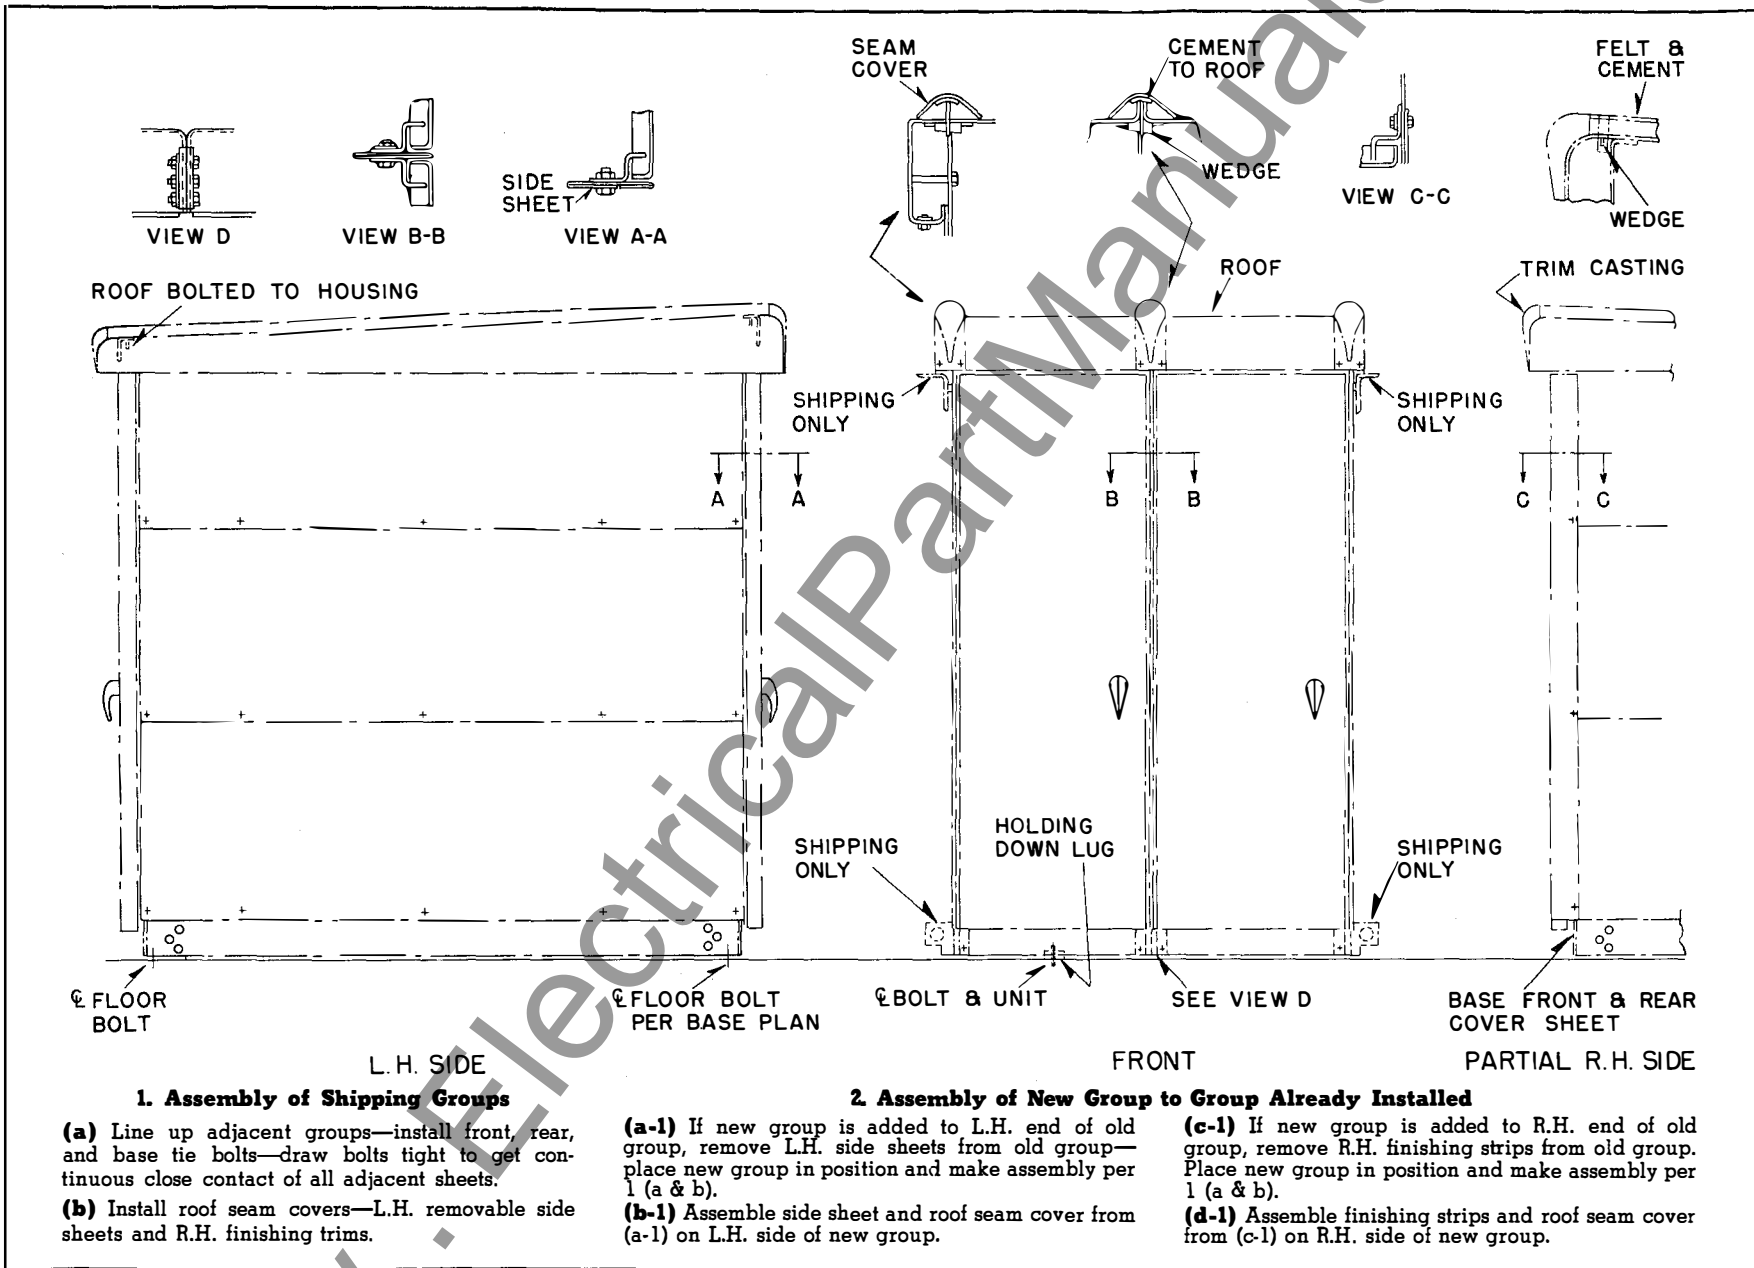 SEAM
COVER
CEMENT
TO ROOF
FELT &
CEMENT
SIDE
SHEET
WEDGE
WEDGE
VIEW D
VIEW B-B
VIEW A-A
VIEW C-C
ROOF BOLTED TO HOUSING
ROOF
TRIM CASTING
SHIPPING
ONLY
SHIPPING
ONLY
A
A
B
B
C
C
SHIPPING
ONLY
HOLDING
DOWN LUG
SHIPPING
ONLY
℄ FLOOR
BOLT
℄ FLOOR BOLT
PER BASE PLAN
℄ BOLT & UNIT
SEE VIEW D
BASE FRONT & REAR
COVER SHEET
L.H. SIDE
FRONT
PARTIAL R.H. SIDE
1. Assembly of Shipping Groups
(a) Line up adjacent groups—install front, rear,
and base tie bolts—draw bolts tight to get con-
tinuous close contact of all adjacent sheets.
(b) Install roof seam covers—L.H. removable side
sheets and R.H. finishing trims.
2. Assembly of New Group to Group Already Installed
(a-1) If new group is added to L.H. end of old
group, remove L.H. side sheets from old group—
place new group in position and make assembly per
1 (a & b).
(b-1) Assemble side sheet and roof seam cover from
(a-1) on L.H. side of new group.
(c-1) If new group is added to R.H. end of old
group, remove R.H. finishing strips from old group.
Place new group in position and make assembly per
1 (a & b).
(d-1) Assemble finishing strips and roof seam cover
from (c-1) on R.H. side of new group.
. ElectricalPartManuals